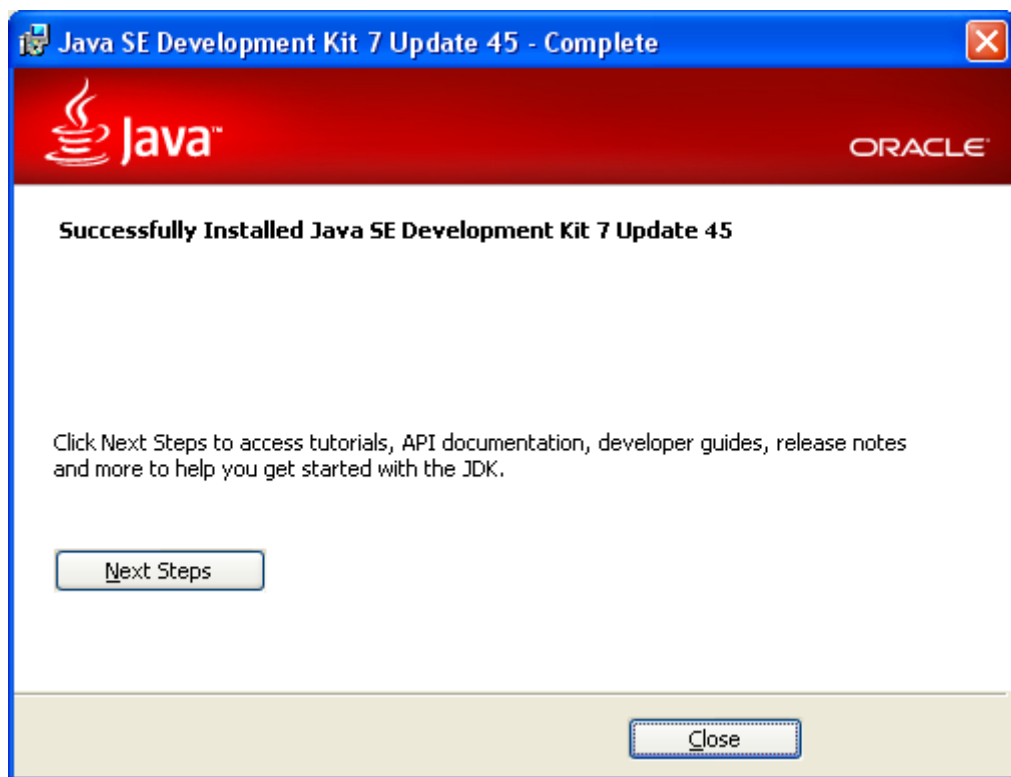 Java SE Development Kit 7 Update 45 - Complete
Java™
ORACLE®
Successfully Installed Java SE Development Kit 7 Update 45
Click Next Steps to access tutorials, API documentation, developer guides, release notes
and more to help you get started with the JDK.
Next Steps
Close